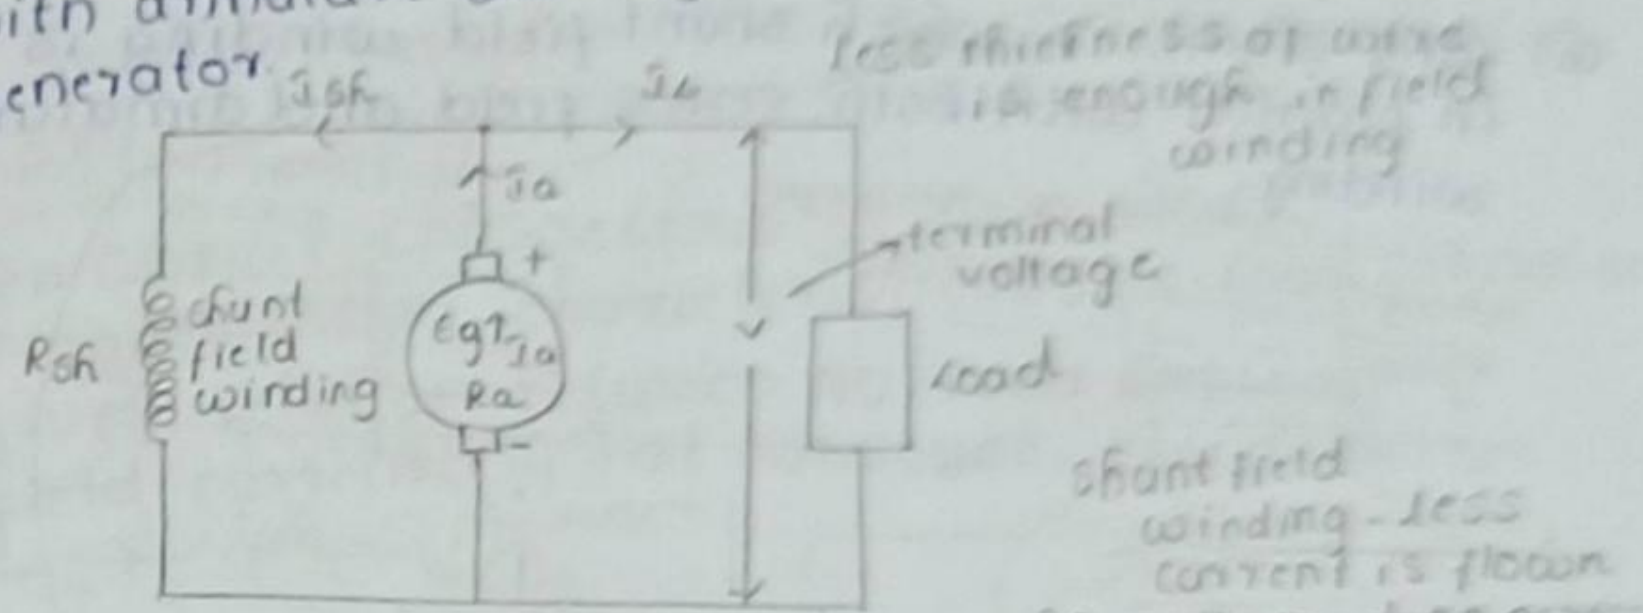 ith
enerator
Ish
IL
less thickness of wire
is enough in field
winding
Ia
+
terminal
voltage
Rsh
shunt
field
winding
Eg
Ia
Ra
-
Load
shunt field
winding - less
current is flown